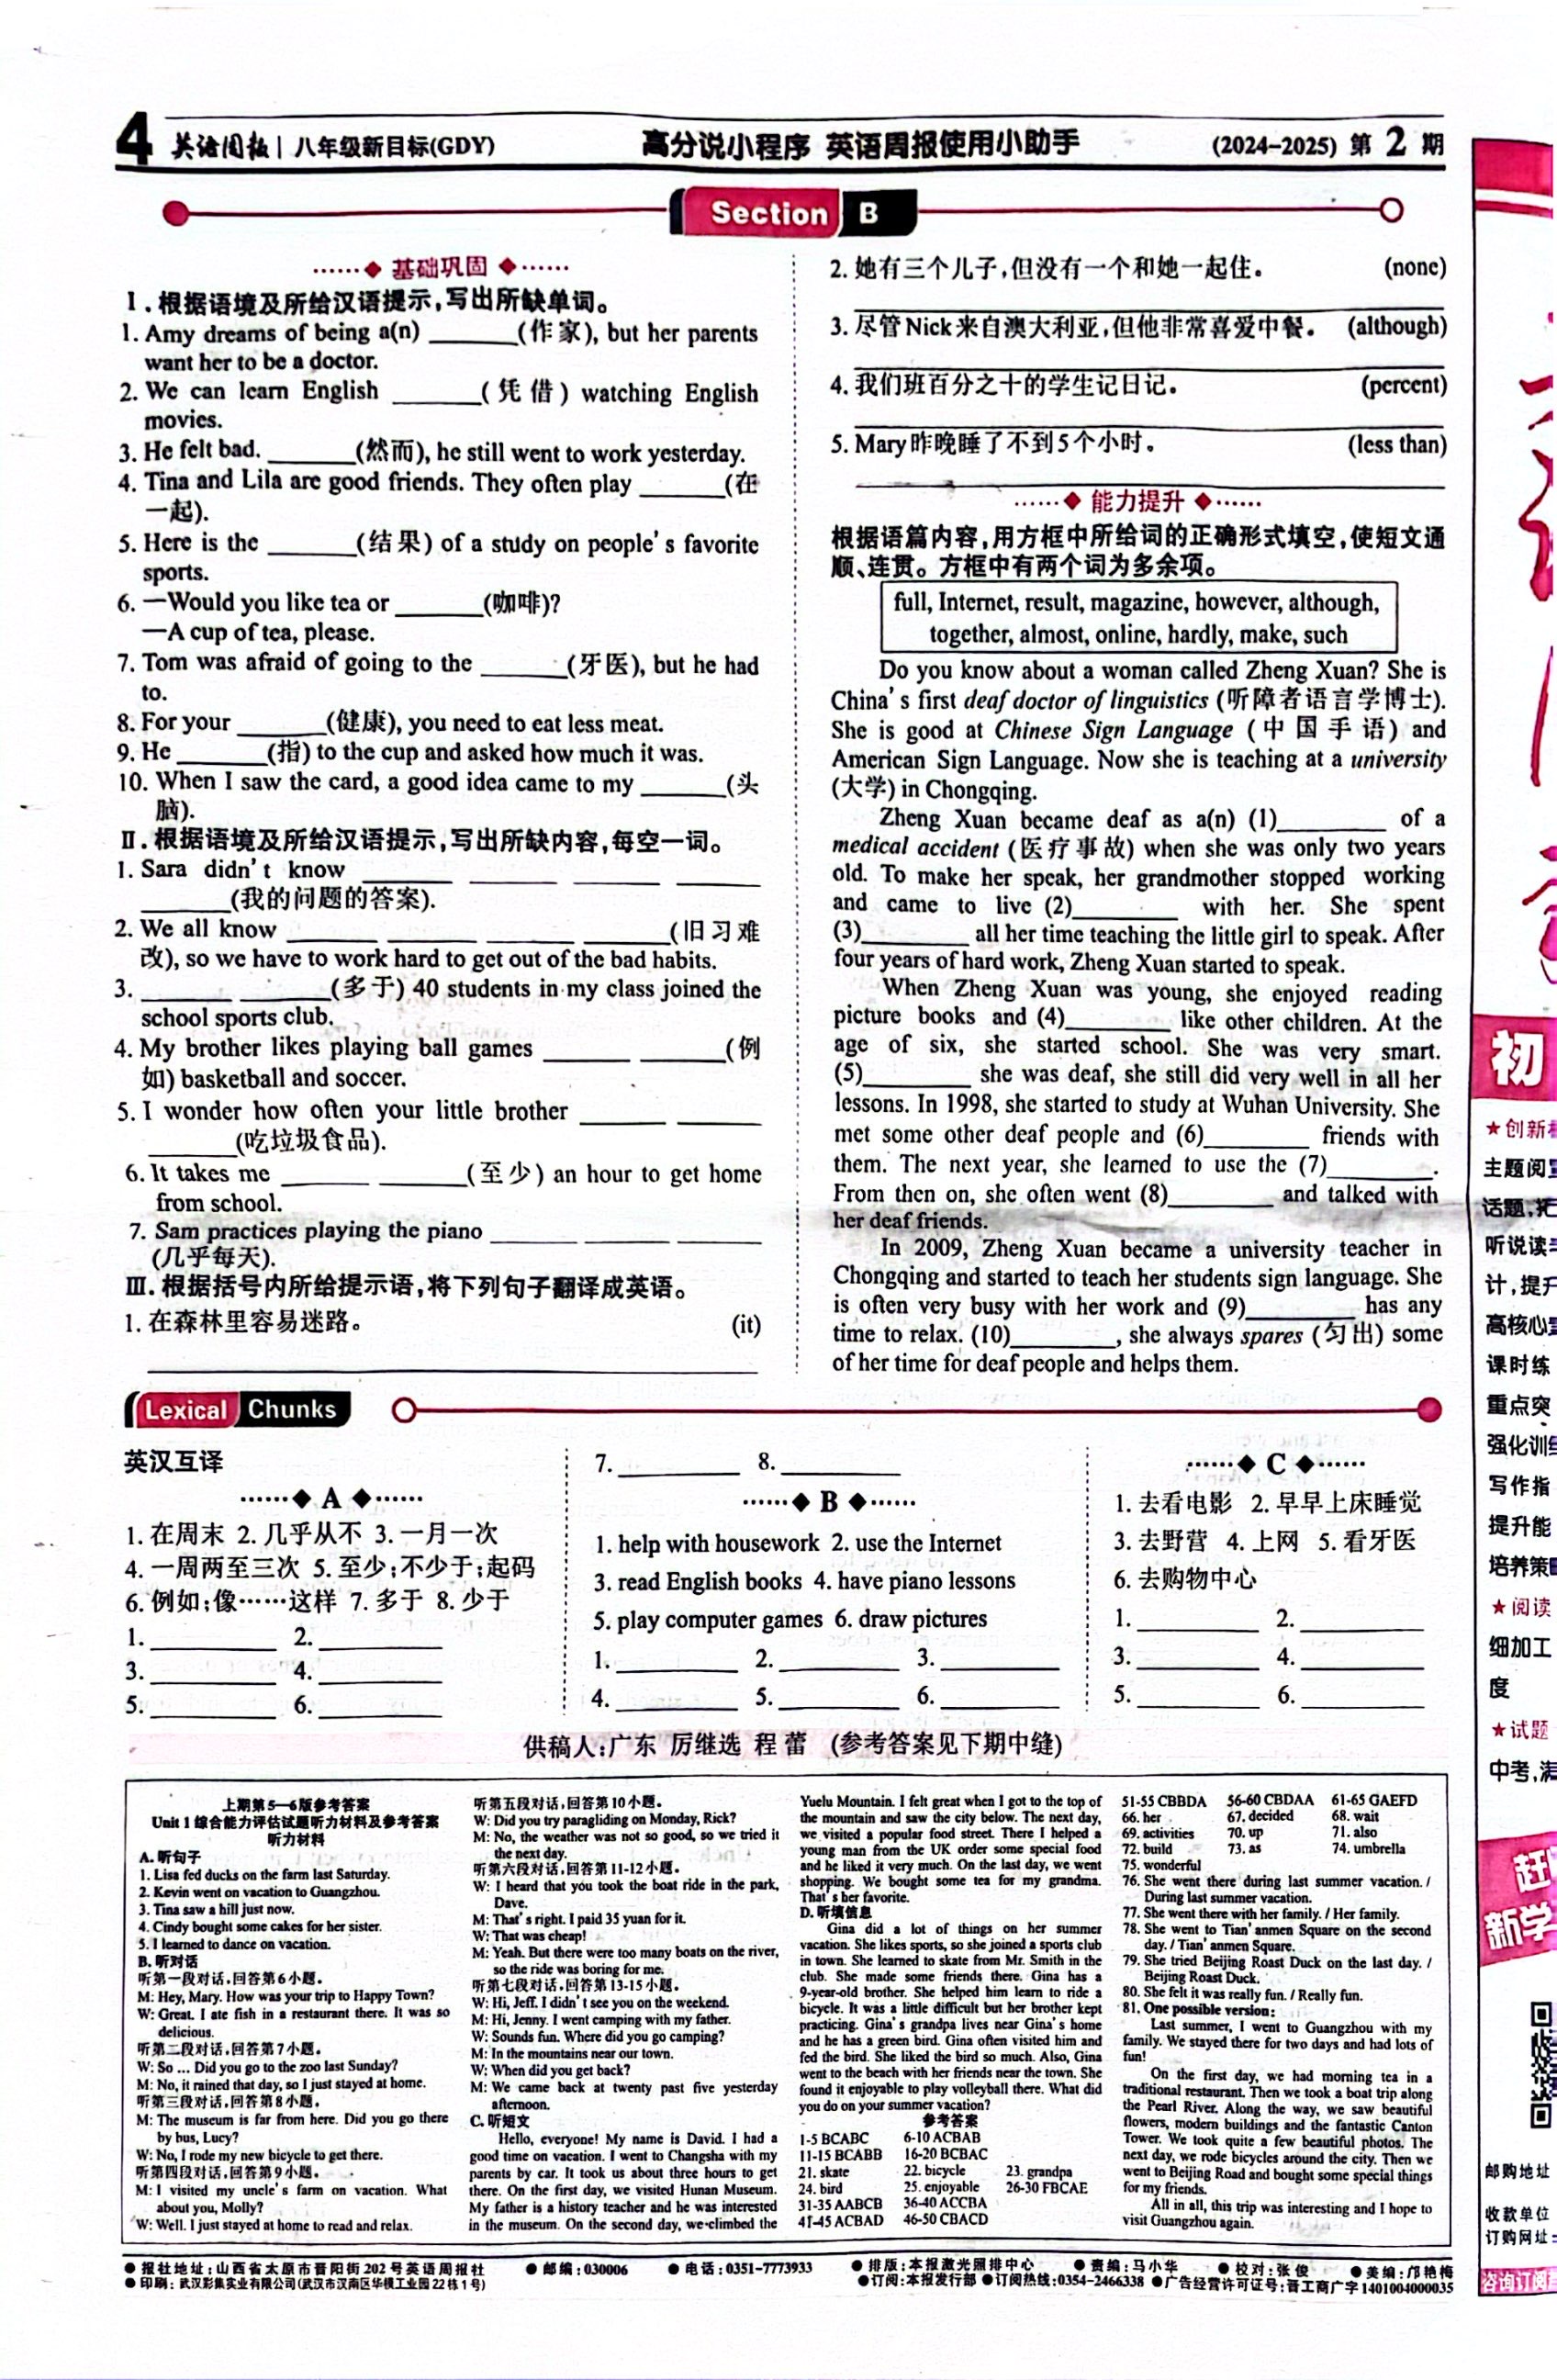 4 英语周报 | 八年级新目标(GDY)
高分说小程序 英语周报使用小助手
(2024-2025) 第 2 期
Section B
基础巩固
Ⅰ.根据语境及所给汉语提示,写出所缺单词。
1. Amy dreams of being a(n) ______(作家), but her parents
want her to be a doctor.
2. We can learn English ______(凭借) watching English
movies.
3. He felt bad. ______(然而), he still went to work yesterday.
4. Tina and Lila are good friends. They often play ______(在
一起).
5. Here is the ______(结果) of a study on people's favorite
sports.
6. —Would you like tea or ______(咖啡)?
—A cup of tea, please.
7. Tom was afraid of going to the ______(牙医), but he had
to.
8. For your ______(健康), you need to eat less meat.
9. He ______(指) to the cup and asked how much it was.
10. When I saw the card, a good idea came to my ______(头
脑).
Ⅱ.根据语境及所给汉语提示,写出所缺内容,每空一词。
1. Sara didn't know ______ ______ ______ ______
______(我的问题的答案).
2. We all know ______ ______ ______ ______(旧习难
改), so we have to work hard to get out of the bad habits.
3. ______ ______(多于) 40 students in my class joined the
school sports club.
4. My brother likes playing ball games ______ ______(例
如) basketball and soccer.
5. I wonder how often your little brother ______ ______
______(吃垃圾食品).
6. It takes me ______ ______(至少) an hour to get home
from school.
7. Sam practices playing the piano ______ ______ ______
(几乎每天).
Ⅲ.根据括号内所给提示语,将下列句子翻译成英语。
1. 在森林里容易迷路。 (it)
2. 她有三个儿子,但没有一个和她一起住。 (none)
3. 尽管Nick来自澳大利亚,但他非常喜爱中餐。 (although)
4. 我们班百分之十的学生记日记。 (percent)
5. Mary昨晚睡了不到5个小时。 (less than)
能力提升
根据语篇内容,用方框中所给词的正确形式填空,使短文通
顺、连贯。方框中有两个词为多余项。
full, Internet, result, magazine, however, although,
together, almost, online, hardly, make, such
Do you know about a woman called Zheng Xuan? She is
China's first deaf doctor of linguistics (听障者语言学博士).
She is good at Chinese Sign Language (中国手语) and
American Sign Language. Now she is teaching at a university
(大学) in Chongqing.
Zheng Xuan became deaf as a(n) (1)______ of a
medical accident (医疗事故) when she was only two years
old. To make her speak, her grandmother stopped working
and came to live (2)______ with her. She spent
(3)______ all her time teaching the little girl to speak. After
four years of hard work, Zheng Xuan started to speak.
When Zheng Xuan was young, she enjoyed reading
picture books and (4)______ like other children. At the
age of six, she started school. She was very smart.
(5)______ she was deaf, she still did very well in all her
lessons. In 1998, she started to study at Wuhan University. She
met some other deaf people and (6)______ friends with
them. The next year, she learned to use the (7)______.
From then on, she often went (8)______ and talked with
her deaf friends.
In 2009, Zheng Xuan became a university teacher in
Chongqing and started to teach her students sign language. She
is often very busy with her work and (9)______ has any
time to relax. (10)______, she always spares (匀出) some
of her time for deaf people and helps them.
Lexical Chunks
英汉互译
A
1. 在周末 2. 几乎从不 3. 一月一次
4. 一周两至三次 5. 至少;不少于;起码
6. 例如;像……这样 7. 多于 8. 少于
1. ______ 2. ______
3. ______ 4. ______
5. ______ 6. ______
7. ______ 8. ______
B
1. help with housework 2. use the Internet
3. read English books 4. have piano lessons
5. play computer games 6. draw pictures
1. ______ 2. ______ 3. ______
4. ______ 5. ______ 6. ______
C
1. 去看电影 2. 早早上床睡觉
3. 去野营 4. 上网 5. 看牙医
6. 去购物中心
1. ______ 2. ______
3. ______ 4. ______
5. ______ 6. ______
供稿人:广东 厉继选 程蕾 (参考答案见下期中缝)
上期第5—6版参考答案
Unit 1 综合能力评估试题听力材料及参考答案
听力材料
A. 听句子
1. Lisa fed ducks on the farm last Saturday.
2. Kevin went on vacation to Guangzhou.
3. Tina saw a hill just now.
4. Cindy bought some cakes for her sister.
5. I learned to dance on vacation.
B. 听对话
听第一段对话,回答第6小题。
M: Hey, Mary. How was your trip to Happy Town?
W: Great. I ate fish in a restaurant there. It was so
delicious.
听第二段对话,回答第7小题。
W: So ... Did you go to the zoo last Sunday?
M: No, it rained that day, so I just stayed at home.
听第三段对话,回答第8小题。
M: The museum is far from here. Did you go there
by bus, Lucy?
W: No, I rode my new bicycle to get there.
听第四段对话,回答第9小题。
M: I visited my uncle's farm on vacation. What
about you, Molly?
W: Well. I just stayed at home to read and relax.
听第五段对话,回答第10小题。
W: Did you try paragliding on Monday, Rick?
M: No, the weather was not so good, so we tried it
the next day.
听第六段对话,回答第11-12小题。
W: I heard that you took the boat ride in the park,
Dave.
M: That's right. I paid 35 yuan for it.
W: That was cheap!
M: Yeah. But there were too many boats on the river,
so the ride was boring for me.
听第七段对话,回答第13-15小题。
W: Hi, Jeff. I didn't see you on the weekend.
M: Hi, Jenny. I went camping with my father.
W: Sounds fun. Where did you go camping?
M: In the mountains near our town.
W: When did you get back?
M: We came back at twenty past five yesterday
afternoon.
C. 听短文
Hello, everyone! My name is David. I had a
good time on vacation. I went to Changsha with my
parents by car. It took us about three hours to get
there. On the first day, we visited Hunan Museum.
My father is a history teacher and he was interested
in the museum. On the second day, we climbed the
Yuelu Mountain. I felt great when I got to the top of
the mountain and saw the city below. The next day,
we visited a popular food street. There I helped a
young man from the UK order some special food
and he liked it very much. On the last day, we went
shopping. We bought some tea for my grandma.
That's her favorite.
D. 听填信息
Gina did a lot of things on her summer
vacation. She likes sports, so she joined a sports club
in town. She learned to skate from Mr. Smith in the
club. She made some friends there. Gina has a
9-year-old brother. She helped him learn to ride a
bicycle. It was a little difficult but her brother kept
practicing. Gina's grandpa lives near Gina's home
and he has a green bird. Gina often visited him and
fed the bird. She liked the bird so much. Also, Gina
went to the beach with her friends near the town. She
found it enjoyable to play volleyball there. What did
you do on your summer vacation?
参考答案
1-5 BCABC 6-10 ACBAB
11-15 BCABB 16-20 BCBAC
21. skate 22. bicycle 23. grandpa
24. bird 25. enjoyable 26-30 FBCAE
31-35 AABCB 36-40 ACCBA
41-45 ACBAD 46-50 CBACD
51-55 CBBDA 56-60 CBDAA 61-65 GAEFD
66. her 67. decided 68. wait
69. activities 70. up 71. also
72. build 73. as 74. umbrella
75. wonderful
76. She went there during last summer vacation. /
During last summer vacation.
77. She went there with her family. / Her family.
78. She went to Tian'anmen Square on the second
day. / Tian'anmen Square.
79. She tried Beijing Roast Duck on the last day. /
Beijing Roast Duck.
80. She felt it was really fun. / Really fun.
81. One possible version:
Last summer, I went to Guangzhou with my
family. We stayed there for two days and had lots of
fun!
On the first day, we had morning tea in a
traditional restaurant. Then we took a boat trip along
the Pearl River. Along the way, we saw beautiful
flowers, modern buildings and the fantastic Canton
Tower. We took quite a few beautiful photos. The
next day, we rode bicycles around the city. Then we
went to Beijing Road and bought some special things
for my friends.
All in all, this trip was interesting and I hope to
visit Guangzhou again.
● 报社地址:山西省太原市晋阳街202号英语周报社 ● 邮编:030006 ● 电话:0351-7773933 ● 排版:本报激光照排中心 ● 责编:马小华 ● 校对:张俊 ● 美编:邝艳梅
● 印刷:武汉彩集实业有限公司(武汉市汉南区华模工业园22栋1号) ●订阅:本报发行部 ●订阅热线:0354-2466338 ●广告经营许可证号:晋工商广字1401004000035
初
★创新
主题阅
话题,拓
听说读
计,提升
高核心
课时练
重点突
强化训
写作指
提升能
培养策
★阅读
细加工
度
★试题
中考,满
赶
新学
邮购地址
收款单位
订购网址:
咨询订阅